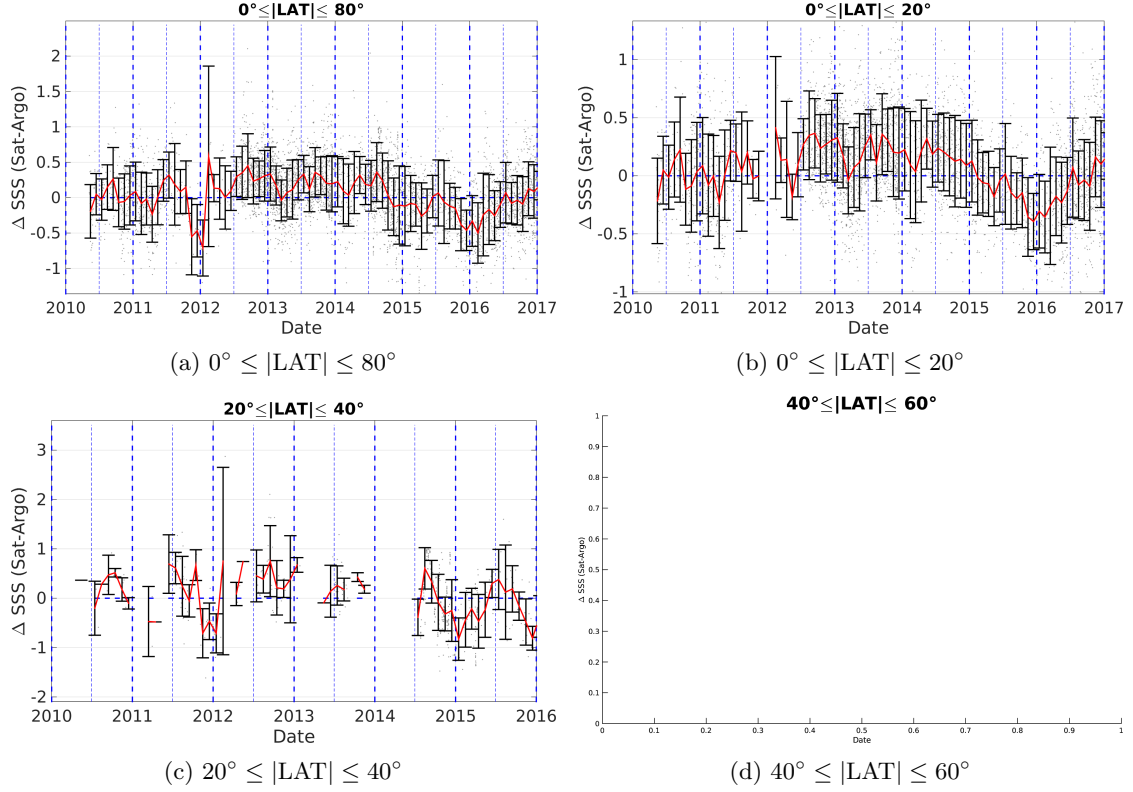 0°≤|LAT|≤ 80°
Δ SSS (Sat-Argo)
2
1.5
1
0.5
0
-0.5
-1
2010 2011 2012 2013 2014 2015 2016 2017
Date
(a) 0° ≤ |LAT| ≤ 80°
0°≤|LAT|≤ 20°
Δ SSS (Sat-Argo)
1
0.5
0
-0.5
-1
2010 2011 2012 2013 2014 2015 2016 2017
Date
(b) 0° ≤ |LAT| ≤ 20°
20°≤|LAT|≤ 40°
Δ SSS (Sat-Argo)
3
2
1
0
-1
-2
2010 2011 2012 2013 2014 2015 2016
Date
(c) 20° ≤ |LAT| ≤ 40°
40°≤|LAT|≤ 60°
Δ SSS (Sat-Argo)
1
0.9
0.8
0.7
0.6
0.5
0.4
0.3
0.2
0.1
0
0 0.1 0.2 0.3 0.4 0.5 0.6 0.7 0.8 0.9 1
Date
(d) 40° ≤ |LAT| ≤ 60°